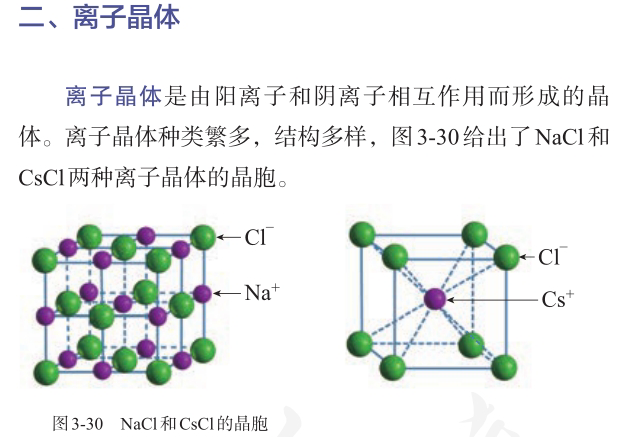 二、离子晶体
离子晶体是由阳离子和阴离子相互作用而形成的晶
体。离子晶体种类繁多，结构多样，图3-30给出了NaCl和
CsCl两种离子晶体的晶胞。
Cl⁻
Na⁺
Cl⁻
Cs⁺
图3-30 NaCl和CsCl的晶胞